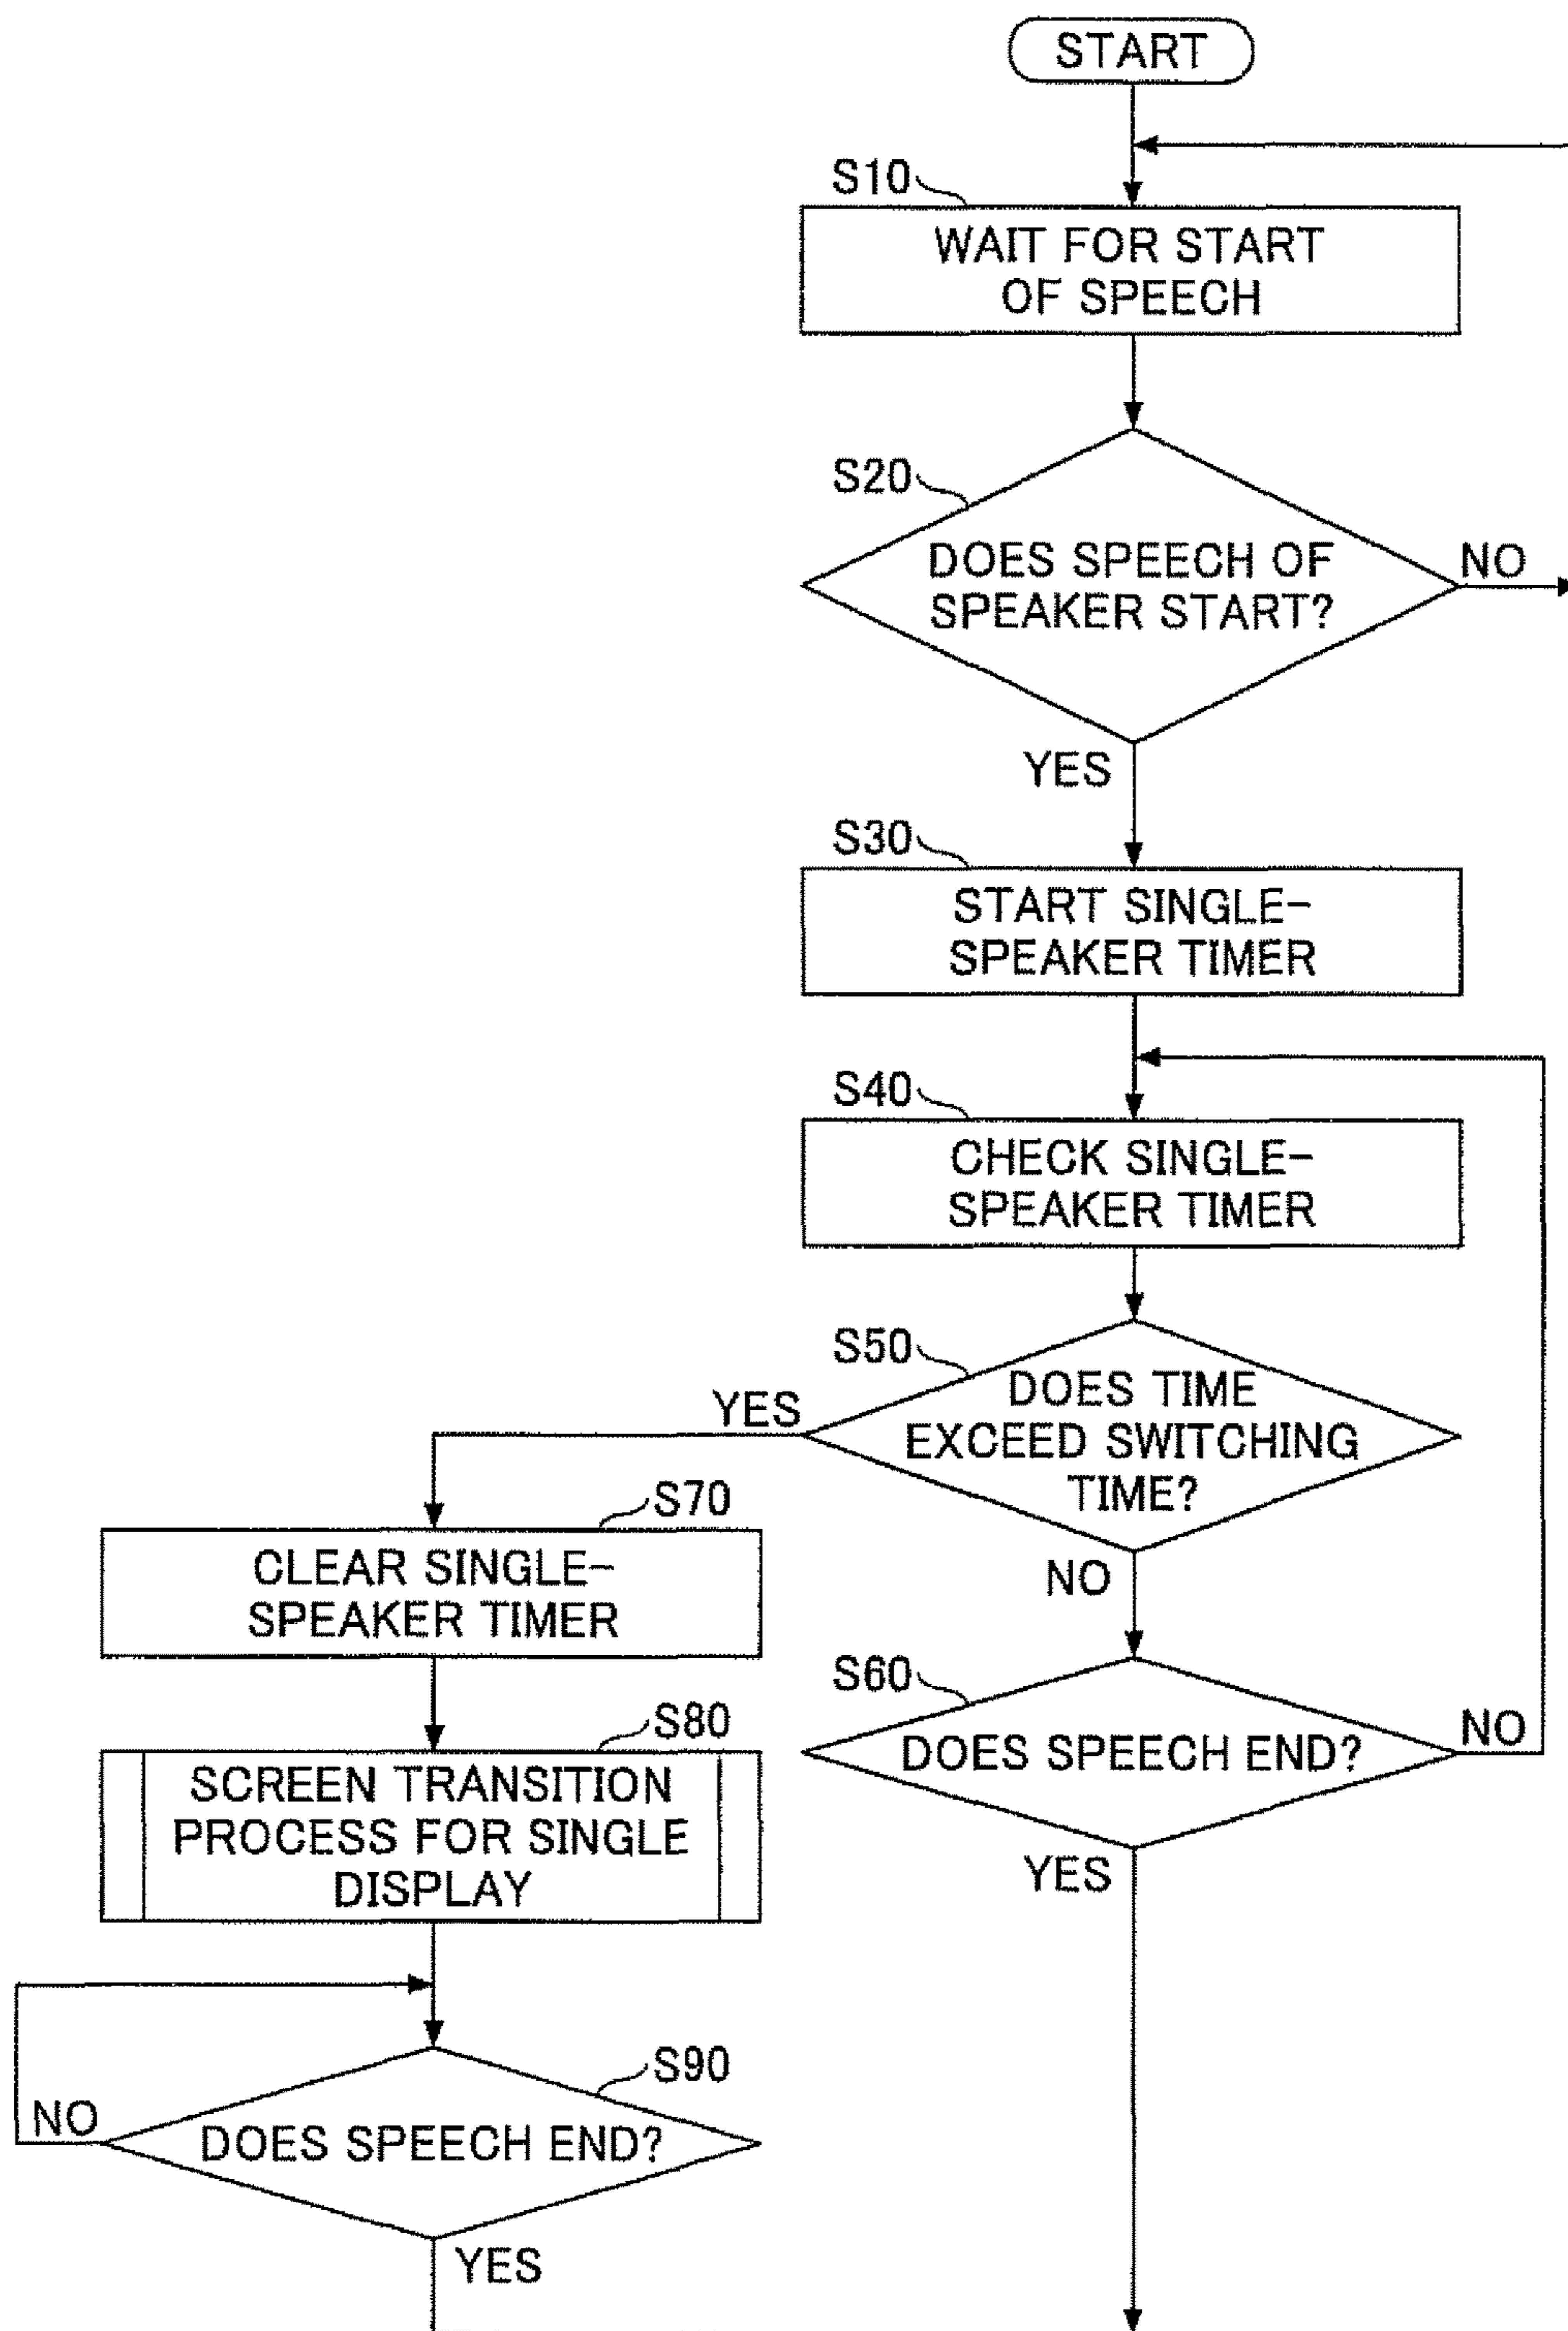 START
S10
WAIT FOR START
OF SPEECH
S20
DOES SPEECH OF
SPEAKER START?
NO
YES
S30
START SINGLE-
SPEAKER TIMER
S40
CHECK SINGLE-
SPEAKER TIMER
S50
DOES TIME
EXCEED SWITCHING
TIME?
YES
NO
S70
CLEAR SINGLE-
SPEAKER TIMER
S60
DOES SPEECH END?
NO
YES
S80
SCREEN TRANSITION
PROCESS FOR SINGLE
DISPLAY
S90
DOES SPEECH END?
NO
YES